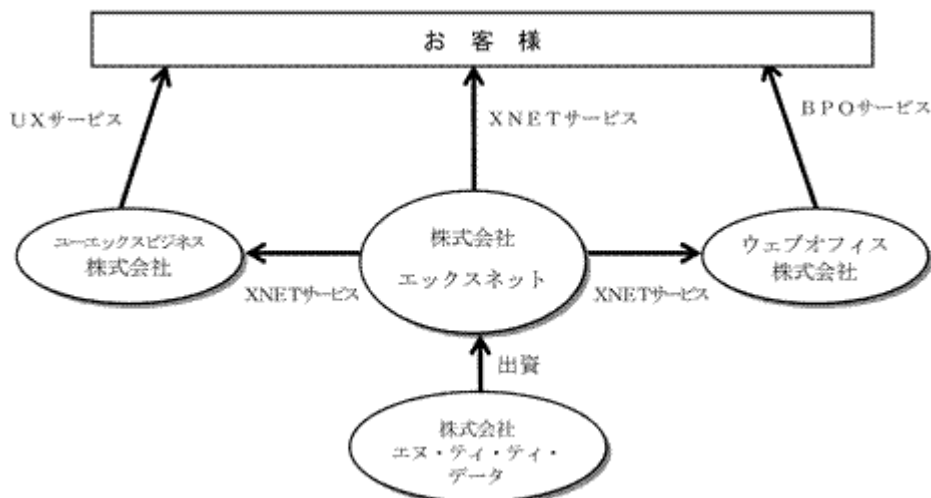 お 客 様
UXサービス
XNETサービス
BPOサービス
ユーエックスビジネス
株式会社
株式会社
エックスネット
ウェブオフィス
株式会社
XNETサービス
XNETサービス
出資
株式会社
エヌ・ティ・ティ・
データ